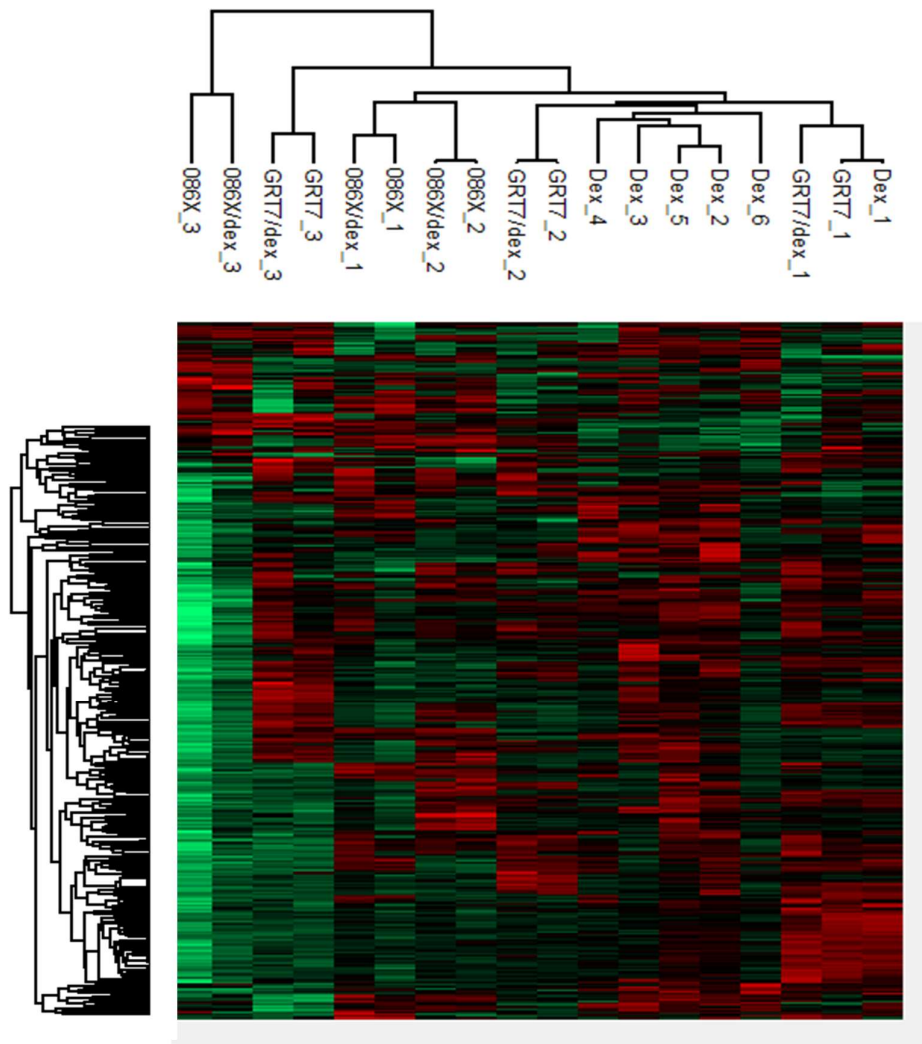 086X_3
086X/dex_3
GRT7/dex_3
GRT7_3
086X/dex_1
086X_1
086X/dex_2
086X_2
GRT7/dex_2
GRT7_2
Dex_4
Dex_3
Dex_5
Dex_2
Dex_6
GRT7/dex_1
GRT7_1
Dex_1